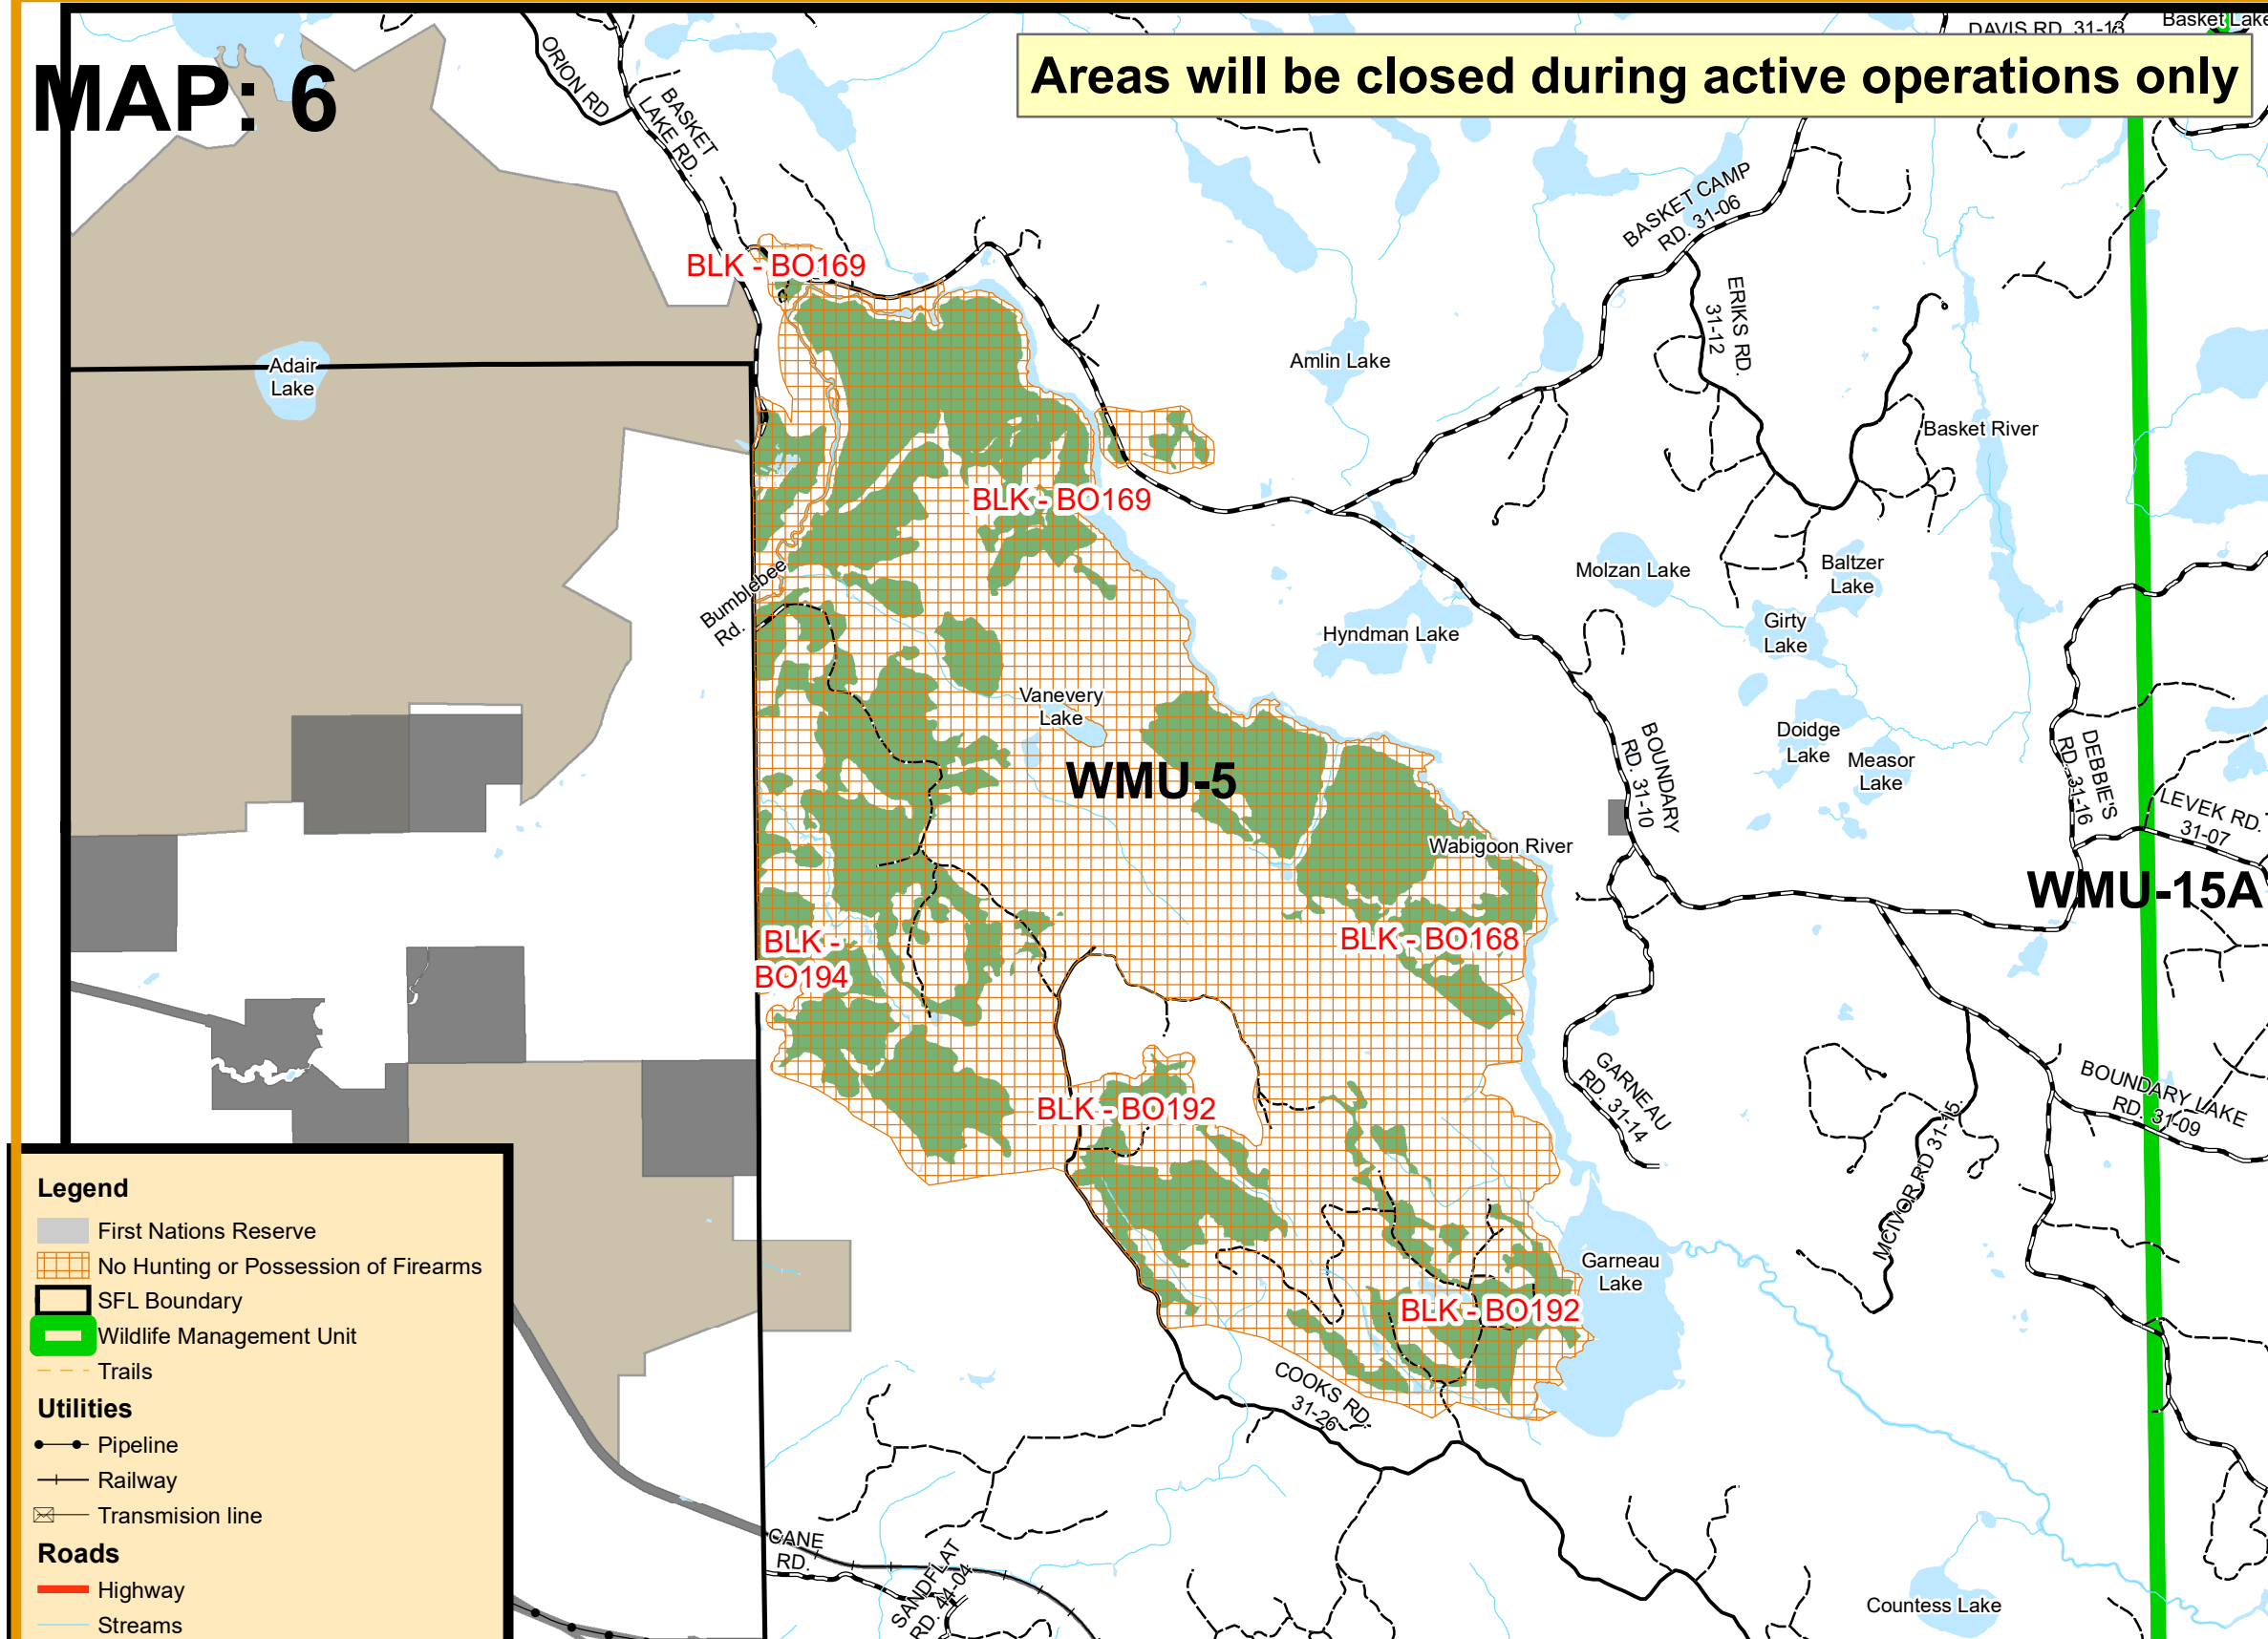 DAVIS RD. 31-13
Basket Lake
MAP: 6
Areas will be closed during active operations only
ORION RD
BASKET
LAKE RD.
BASKET CAMP
RD. 31-06
BLK - BO169
ERIKS RD.
31-12
Adair
Lake
Amlin Lake
Basket River
BLK - BO169
Bumblebee
Rd.
Molzan Lake
Baltzer
Lake
Girty
Lake
Hyndman Lake
Vanevery
Lake
WMU-5
Doidge
Lake
Measor
Lake
BOUNDARY
RD. 31-10
DEBBIE'S
RD. 31-16
LEVEK RD.
31-07
Wabigoon River
WMU-15A
BLK -
BO194
BLK - BO168
BLK - BO192
GARNEAU
RD. 31-14
BOUNDARY LAKE
RD. 31-09
MCIVOR RD 31-15.
Garneau
Lake
BLK - BO192
COOKS RD.
31-26
CANE
RD.
SANDFLAT
RD. 44-04
Countess Lake
Legend
First Nations Reserve
No Hunting or Possession of Firearms
SFL Boundary
Wildlife Management Unit
Trails
Utilities
Pipeline
Railway
Transmision line
Roads
Highway
Streams